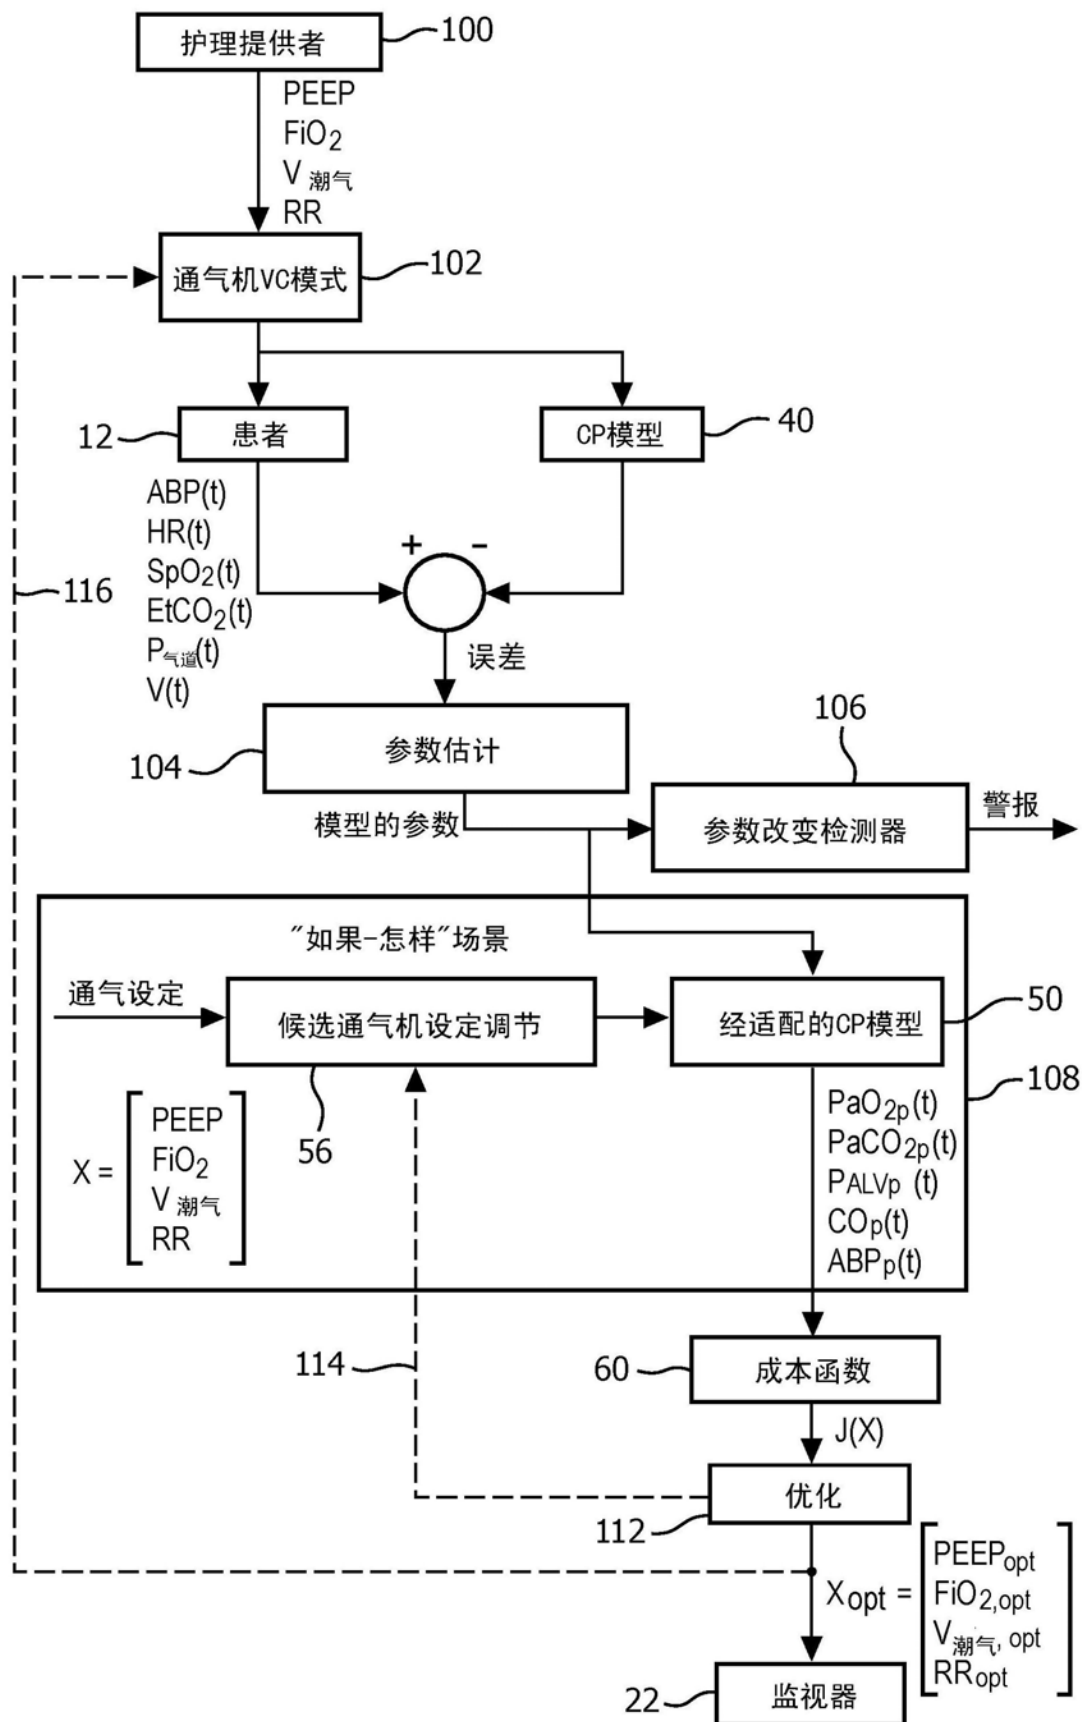 护理提供者
100
PEEP
FiO2
V 潮气
RR
通气机VC模式
102
12
患者
CP模型
40
ABP(t)
HR(t)
SpO2(t)
EtCO2(t)
P气道(t)
V(t)
+
-
116
误差
104
参数估计
106
模型的参数
参数改变检测器
警报
"如果-怎样"场景
通气设定
候选通气机设定调节
经适配的CP模型
50
108
56
X =
PEEP
FiO2
V 潮气
RR
PaO2p(t)
PaCO2p(t)
PALVp (t)
COp(t)
ABPp(t)
114
60
成本函数
J(X)
优化
112
Xopt =
PEEPopt
FiO2,opt
V潮气, opt
RRopt
22
监视器